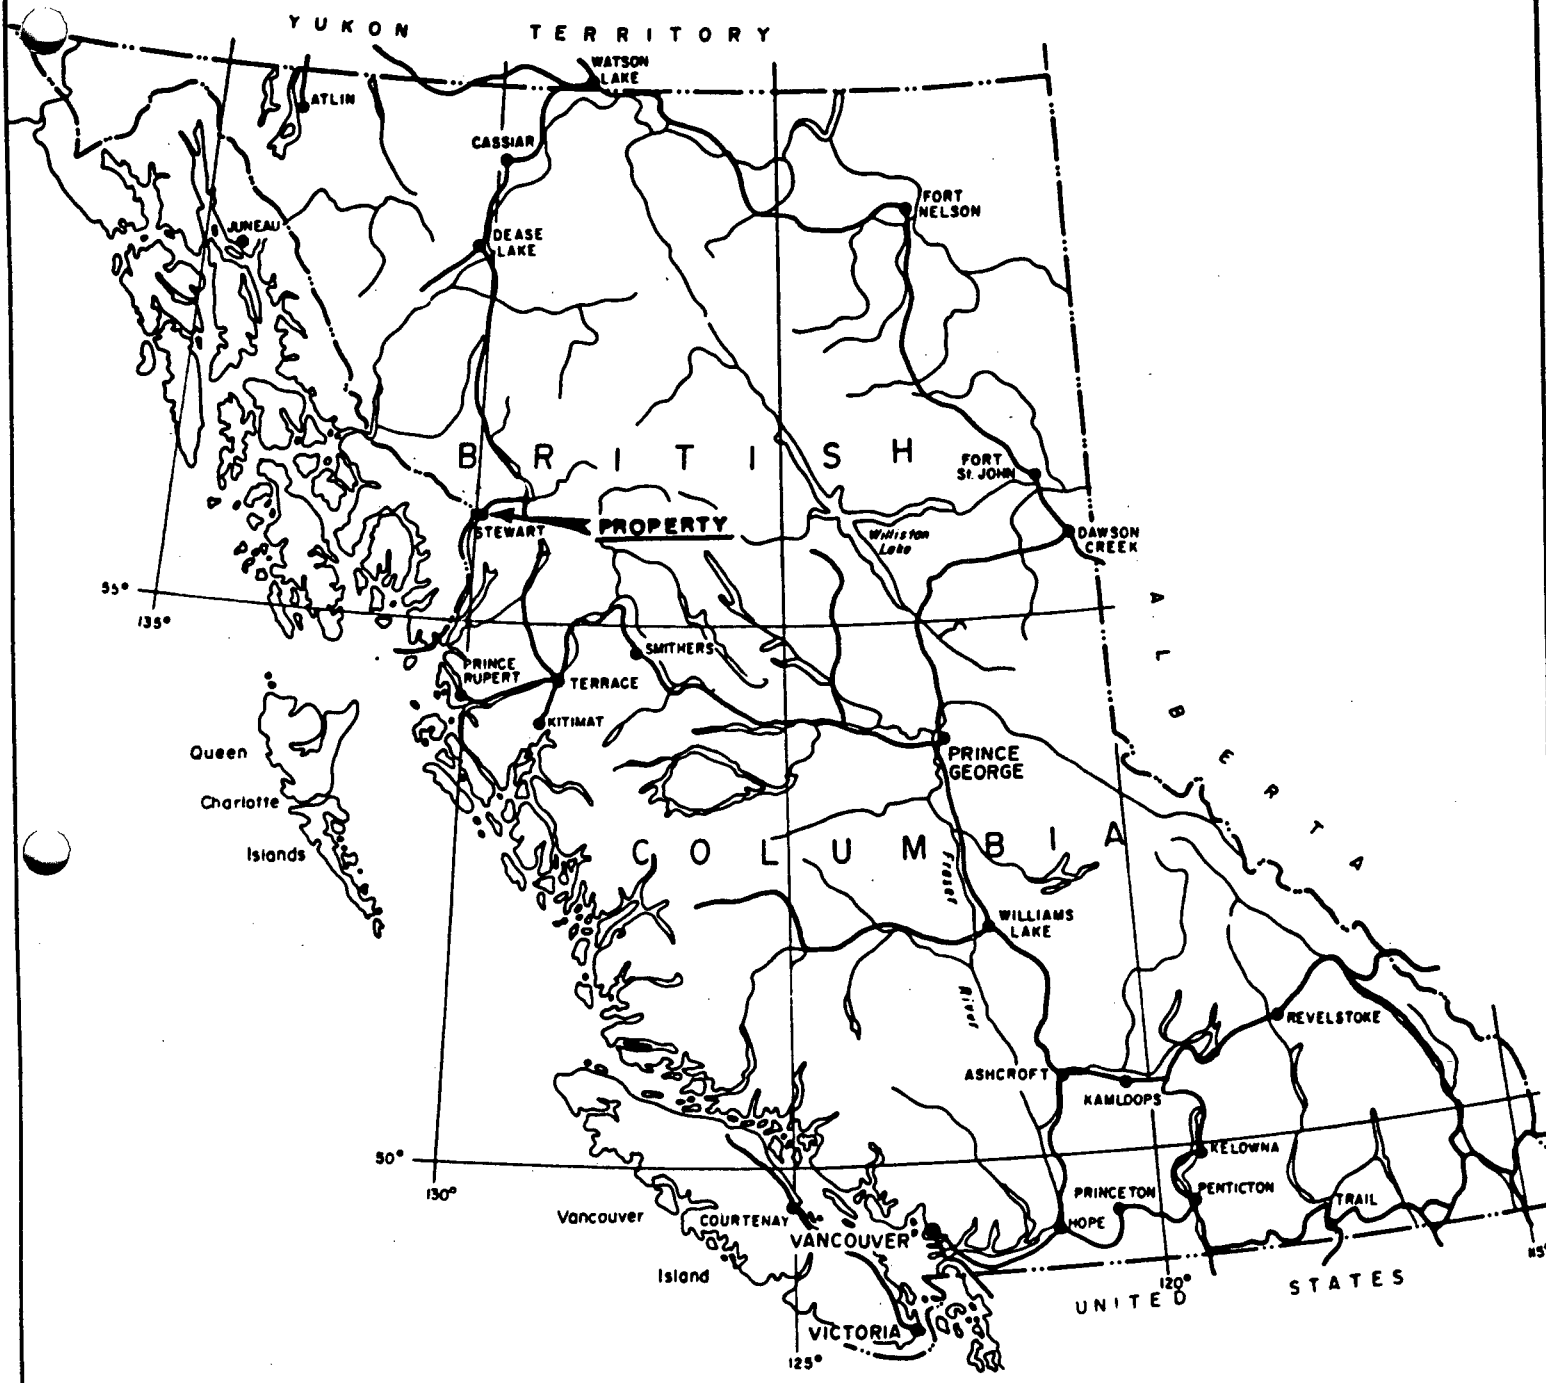 YUKON TERRITORY
WATSON
LAKE
ATLIN
CASSIAR
FORT
NELSON
JUNEAU
DEASE
LAKE
BRITISH
FORT
St. JOHN
STEWART
PROPERTY
Williston
Lake
DAWSON
CREEK
55°
135°
ALBERTA
SMITHERS
PRINCE
RUPERT
TERRACE
KITIMAT
Queen
Charlotte
Islands
PRINCE
GEORGE
COLUMBIA
Fraser
River
WILLIAMS
LAKE
REVELSTOKE
ASHCROFT
KAMLOOPS
KELOWNA
50°
130°
PRINCETON
PENTICTON
TRAIL
Vancouver
Island
COURTENAY
HOPE
VANCOUVER
115°
120°
UNITED STATES
VICTORIA
125°